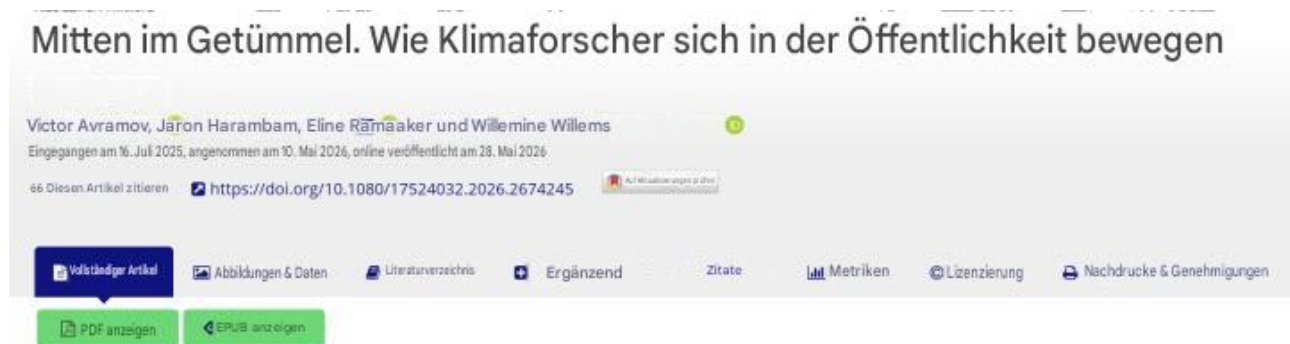 Mitten im Getümmel. Wie Klimaforscher sich in der Öffentlichkeit bewegen
Victor Avramov, Jaron Harambam, Eline Ramaaker und Willemine Willems
Eingegangen am 16. Juli 2025, angenommen am 10. Mai 2026, online veröffentlicht am 28. Mai 2026
66 Diesen Artikel zitieren https://doi.org/10.1080/17524032.2026.2674245 Auf Aktualisierungen prüfen
Vollständiger Artikel Abbildungen & Daten Literaturverzeichnis Ergänzend Zitate Metriken Lizenzierung Nachdrucke & Genehmigungen
PDF anzeigen EPUB anzeigen